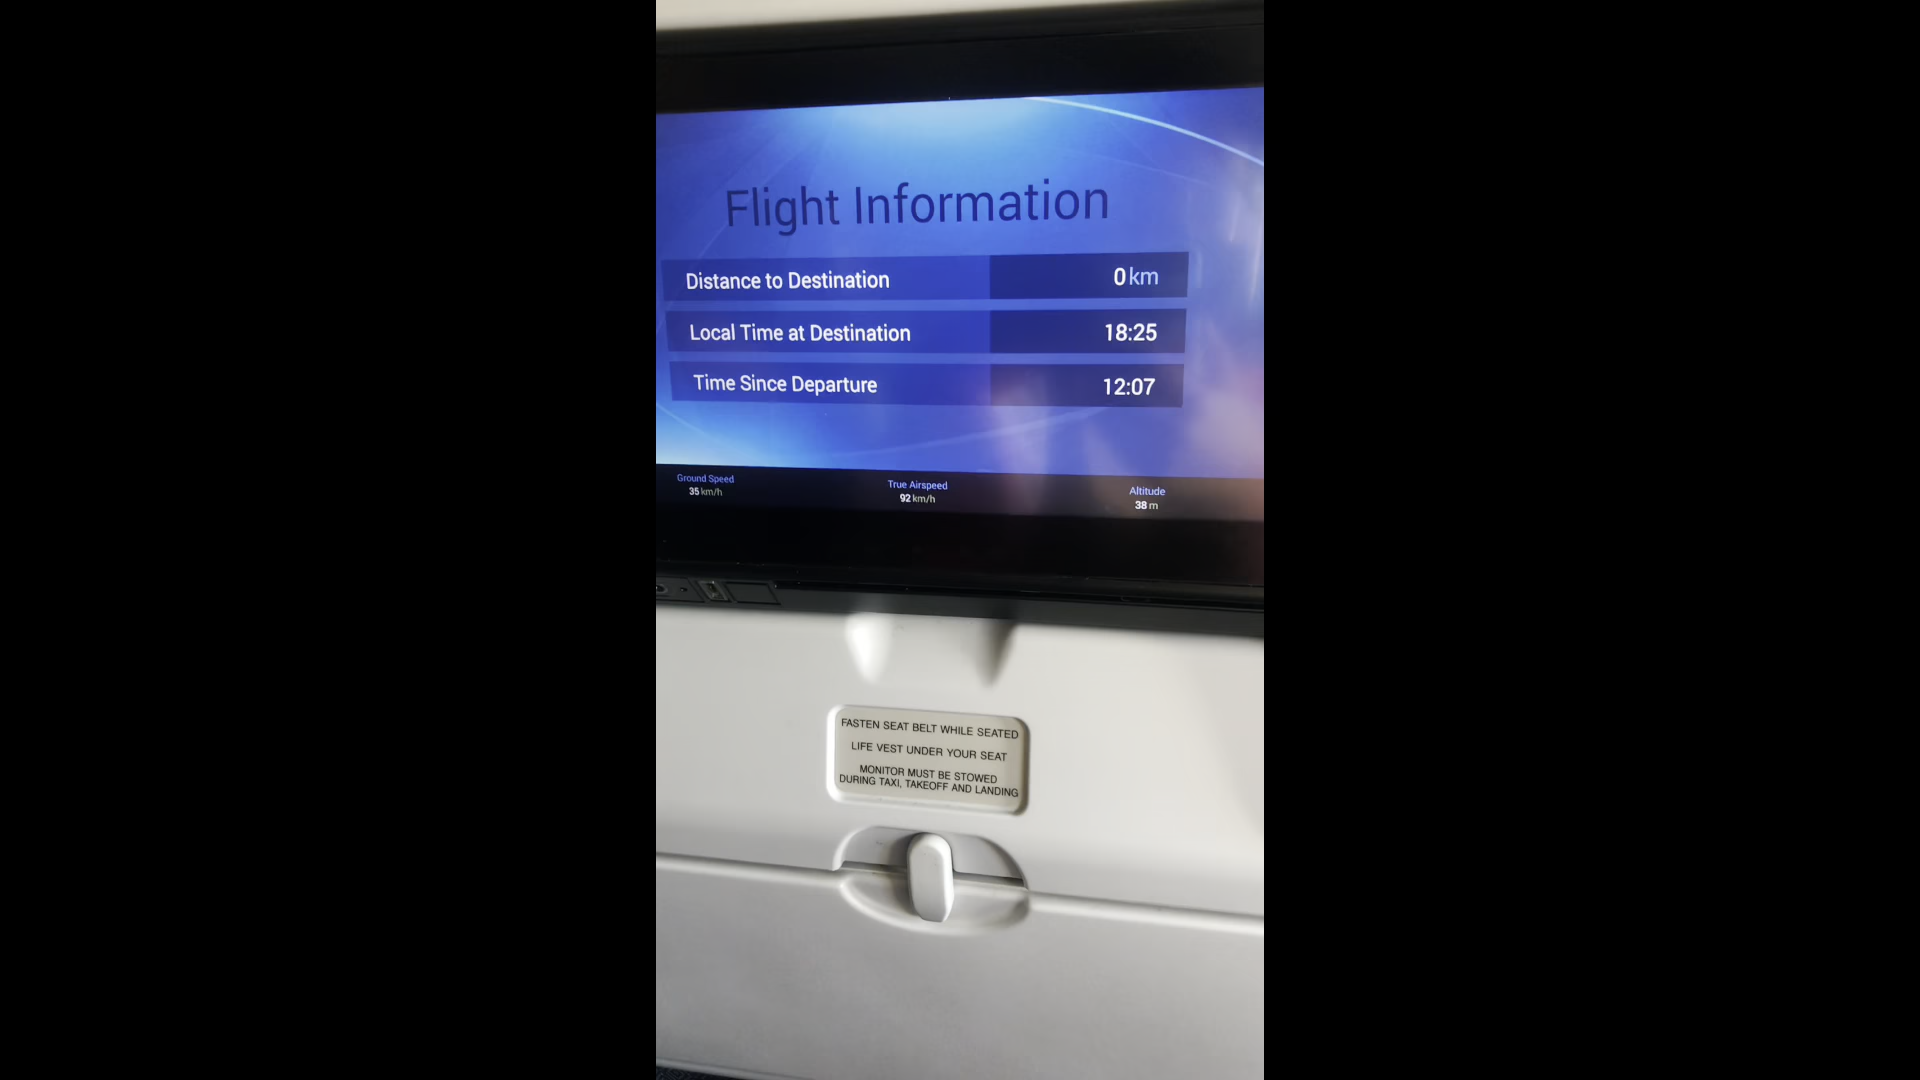 Flight Information
Distance to Destination 0 km
Local Time at Destination 18:25
Time Since Departure 12:07
Ground Speed True Airspeed Altitude
35 km/h 92 km/h 38 m
FASTEN SEAT BELT WHILE SEATED
LIFE VEST UNDER YOUR SEAT
MONITOR MUST BE STOWED
DURING TAXI, TAKEOFF AND LANDING